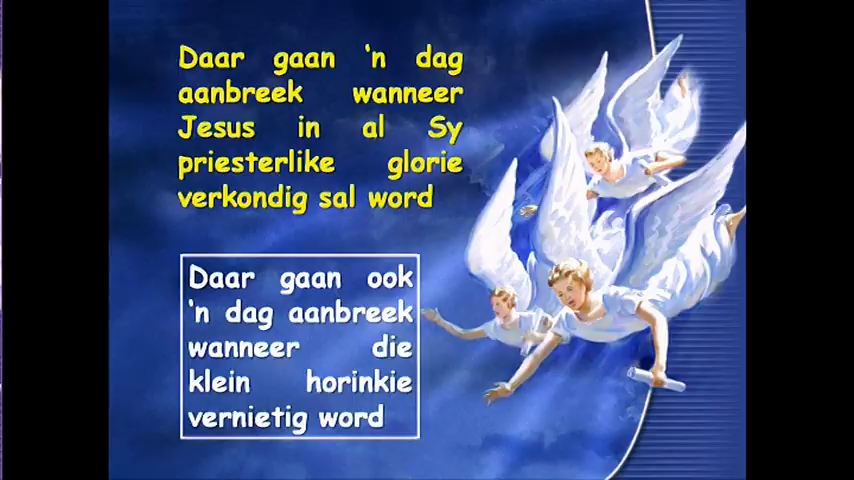 Daar gaan ‘n dag
aanbreek wanneer
Jesus in al Sy
priesterlike glorie
verkondig sal word
Daar gaan ook
‘n dag aanbreek
wanneer die
klein horinkie
vernietig word